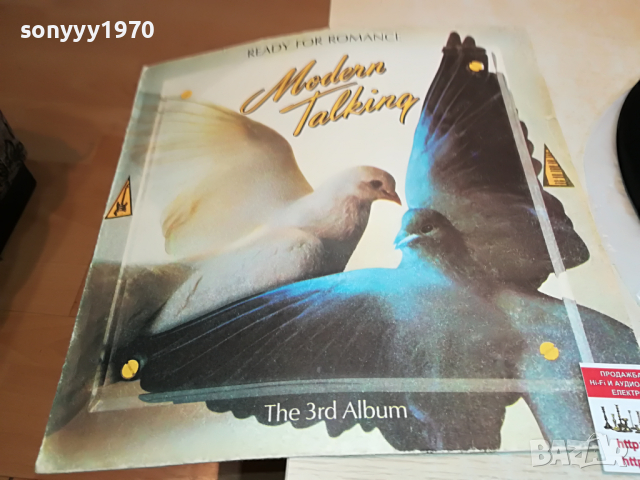 sonyyy1970
READY FOR ROMANCE
Modern
Talking
The 3rd Album
ПРОДАЖБА
Hi-Fi И АУДИО
ЕЛЕКТР
http
http
BAZAR